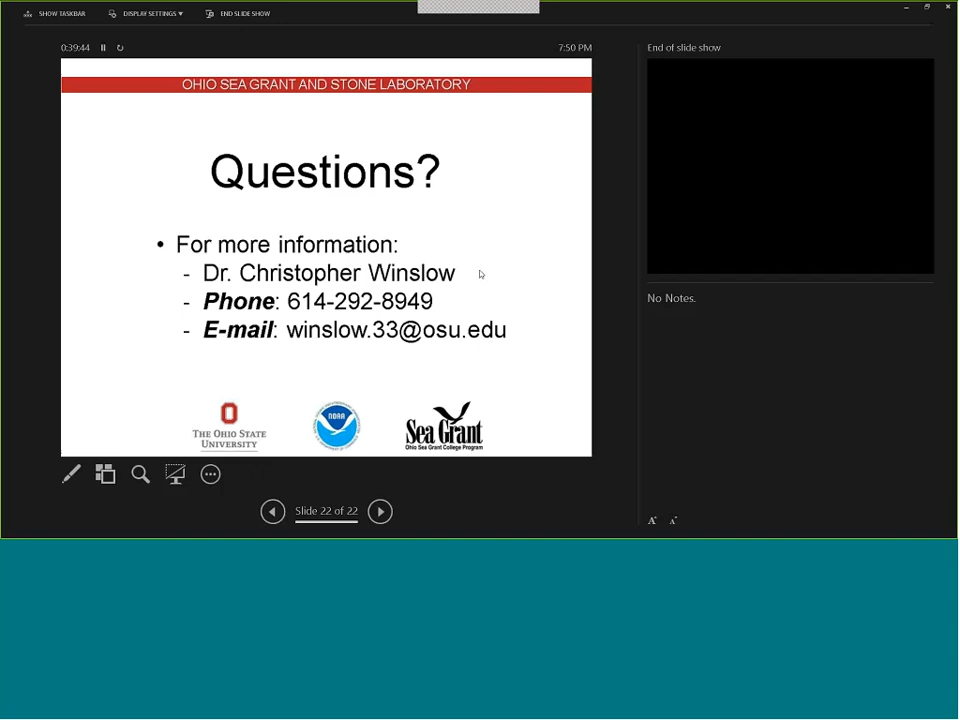 SHOW TASKBAR DISPLAY SETTINGS ▼ END SLIDE SHOW
0:39:44 7:50 PM
End of slide show
OHIO SEA GRANT AND STONE LABORATORY
Questions?
• For more information:
- Dr. Christopher Winslow
- Phone: 614-292-8949
- E-mail: winslow.33@osu.edu
No Notes.
THE OHIO STATE
UNIVERSITY
NOAA
Sea Grant
Ohio Sea Grant College Program
Slide 22 of 22
A A